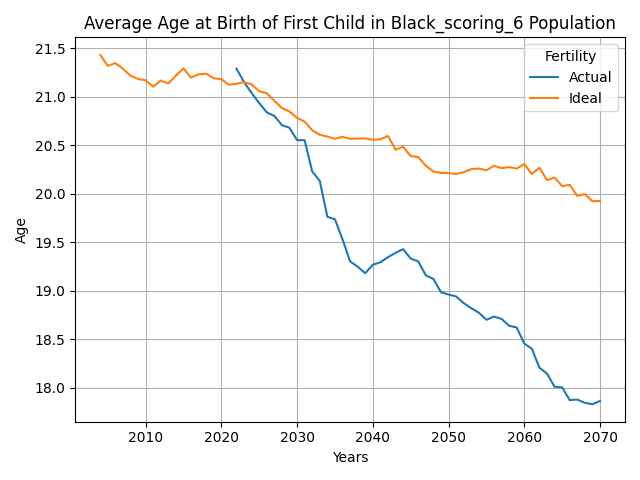 Average Age at Birth of First Child in Black_scoring_6 Population
Fertility
Actual
Ideal
21.5
21.0
20.5
20.0
19.5
19.0
18.5
18.0
Age
2010 2020 2030 2040 2050 2060 2070
Years